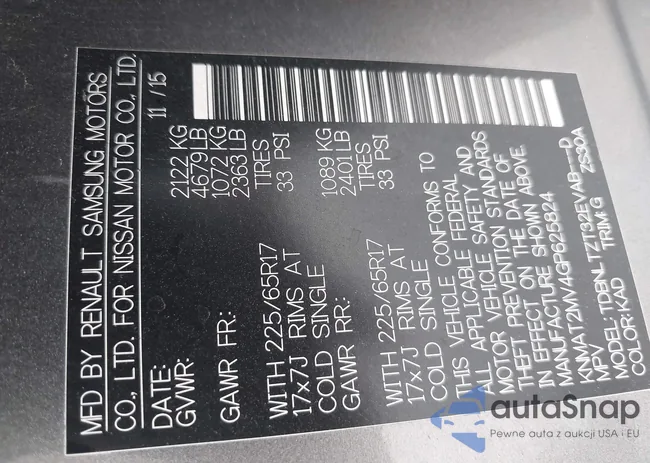 MFD BY RENAULT SAMSUNG MOTORS
CO., LTD. FOR NISSAN MOTOR CO., LTD.
DATE: 11/15
GVWR: 2122 KG
4679 LB
GAWR FR: 1072 KG
2363 LB
WITH 225/65R17 TIRES
17x7J RIMS AT 33 PSI
COLD SINGLE
GAWR RR: 1089 KG
2401 LB
WITH 225/65R17 TIRES
17x7J RIMS AT 33 PSI
COLD SINGLE
THIS VEHICLE CONFORMS TO
ALL APPLICABLE FEDERAL
MOTOR VEHICLE SAFETY AND
THEFT PREVENTION STANDARDS
IN EFFECT ON THE DATE OF
MANUFACTURE SHOWN ABOVE.
KNMAT2MV4GP625824
MPV
MODEL: TDBNLTZT32EVAB---D
COLOR: KAD TRIM: G ZS30A
autaSnap
Pewne auta z aukcji USA i EU